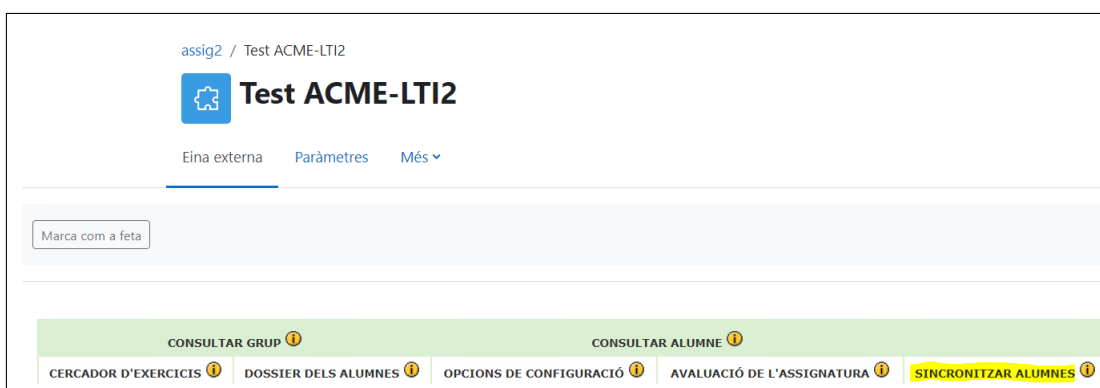 assig2 / Test ACME-LTI2
Test ACME-LTI2
Eina externa Paràmetres Més
Marca com a feta
CONSULTAR GRUP CONSULTAR ALUMNE
CERCADOR D'EXERCICIS DOSSIER DELS ALUMNES OPCIONS DE CONFIGURACIÓ AVALUACIÓ DE L'ASSIGNATURA SINCRONITZAR ALUMNES